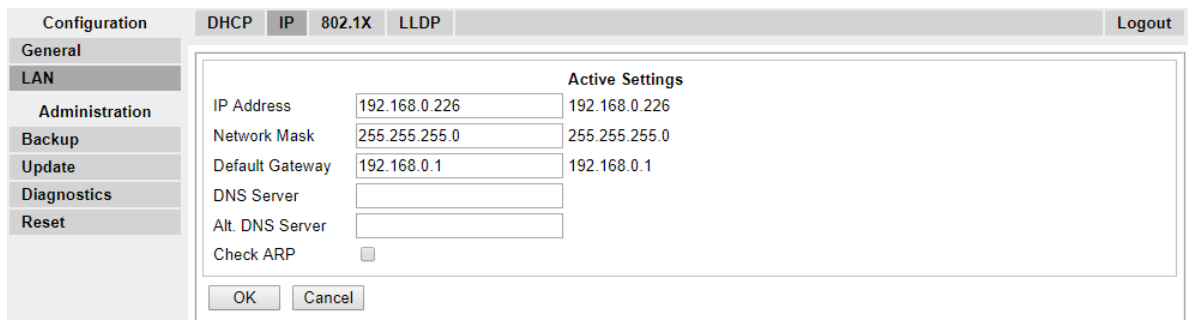 Configuration
DHCP IP 802.1X LLDP Logout
General
LAN
Administration
Backup
Update
Diagnostics
Reset
Active Settings
IP Address 192.168.0.226 192.168.0.226
Network Mask 255.255.255.0 255.255.255.0
Default Gateway 192.168.0.1 192.168.0.1
DNS Server
Alt. DNS Server
Check ARP
OK Cancel